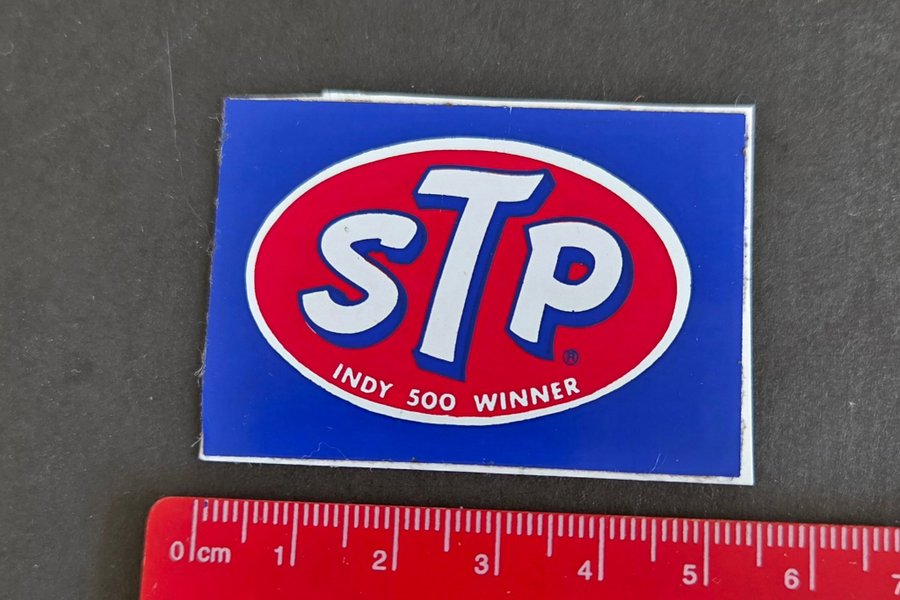 STP
®
INDY 500 WINNER
0 cm 1 2 3 4 5 6 7